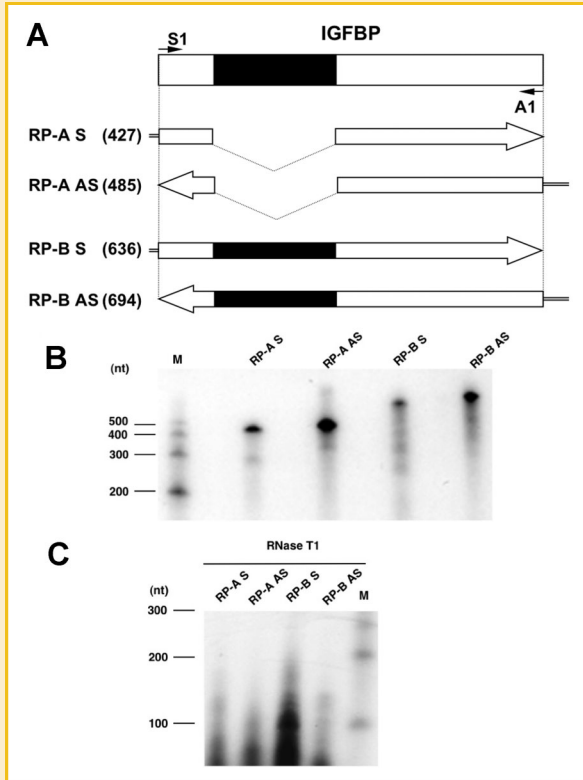 A
IGFBP
S1
A1
RP-A S (427)
RP-A AS (485)
RP-B S (636)
RP-B AS (694)
B
(nt) M RP-A S RP-A AS RP-B S RP-B AS
500
400
300
200
C
RNase T1
(nt) RP-A S RP-A AS RP-B S RP-B AS M
300
200
100